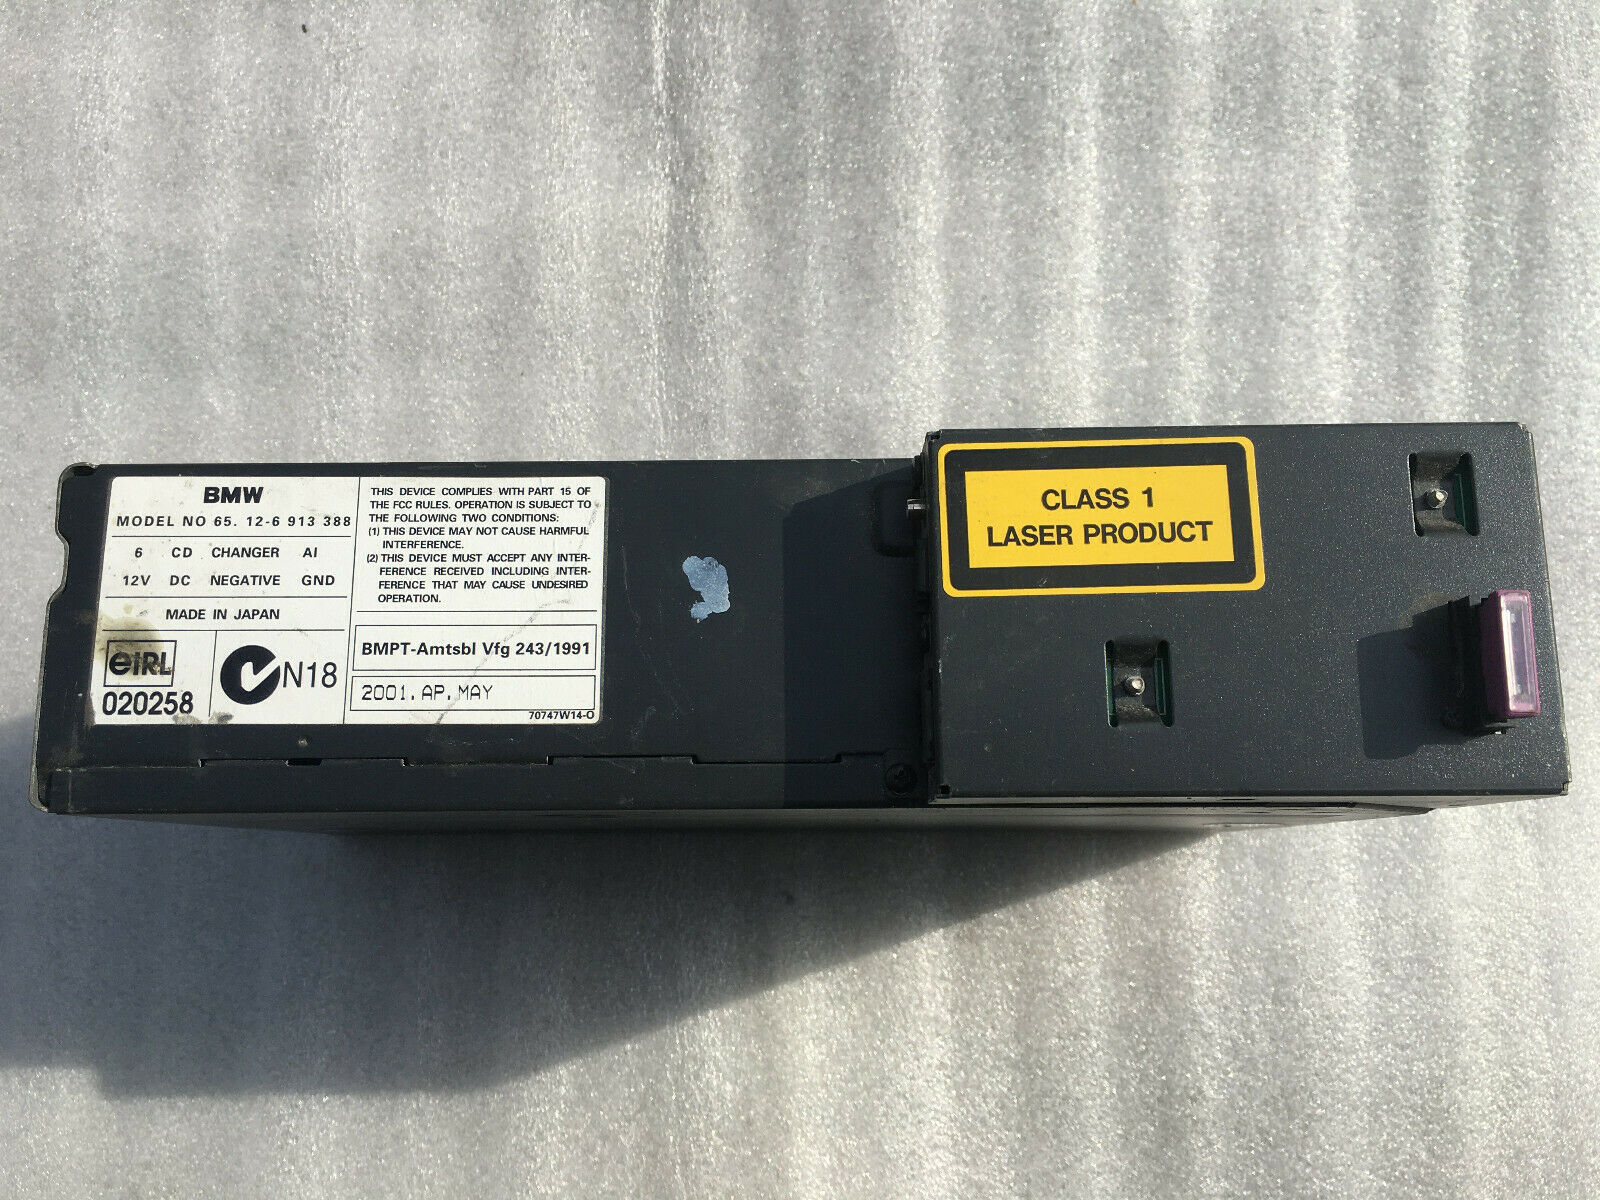 BMW
MODEL NO 65. 12-6 913 388
6 CD CHANGER AI
12V DC NEGATIVE GND
MADE IN JAPAN
e1RL
020258
N18
THIS DEVICE COMPLIES WITH PART 15 OF
THE FCC RULES. OPERATION IS SUBJECT TO
THE FOLLOWING TWO CONDITIONS:
(1) THIS DEVICE MAY NOT CAUSE HARMFUL
INTERFERENCE.
(2) THIS DEVICE MUST ACCEPT ANY INTER-
FERENCE RECEIVED INCLUDING INTER-
FERENCE THAT MAY CAUSE UNDESIRED
OPERATION.
BMPT-Amtsbl Vfg 243/1991
2001. AP. MAY
70747W14-O
CLASS 1
LASER PRODUCT